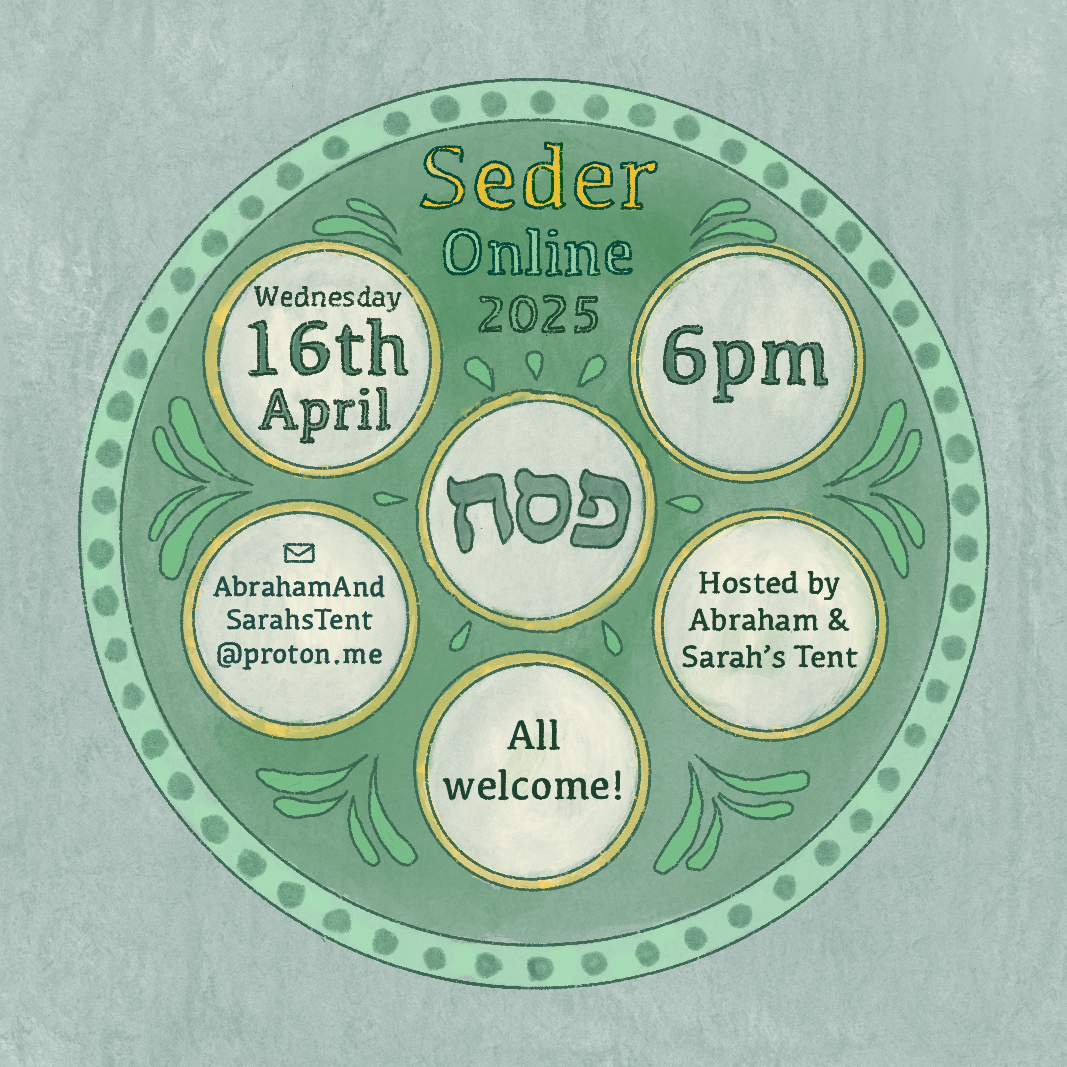 Seder
Online
2025
Wednesday
16th
April
6pm
פסח
AbrahamAnd
SarahsTent
@proton.me
Hosted by
Abraham &
Sarah’s Tent
All
welcome!